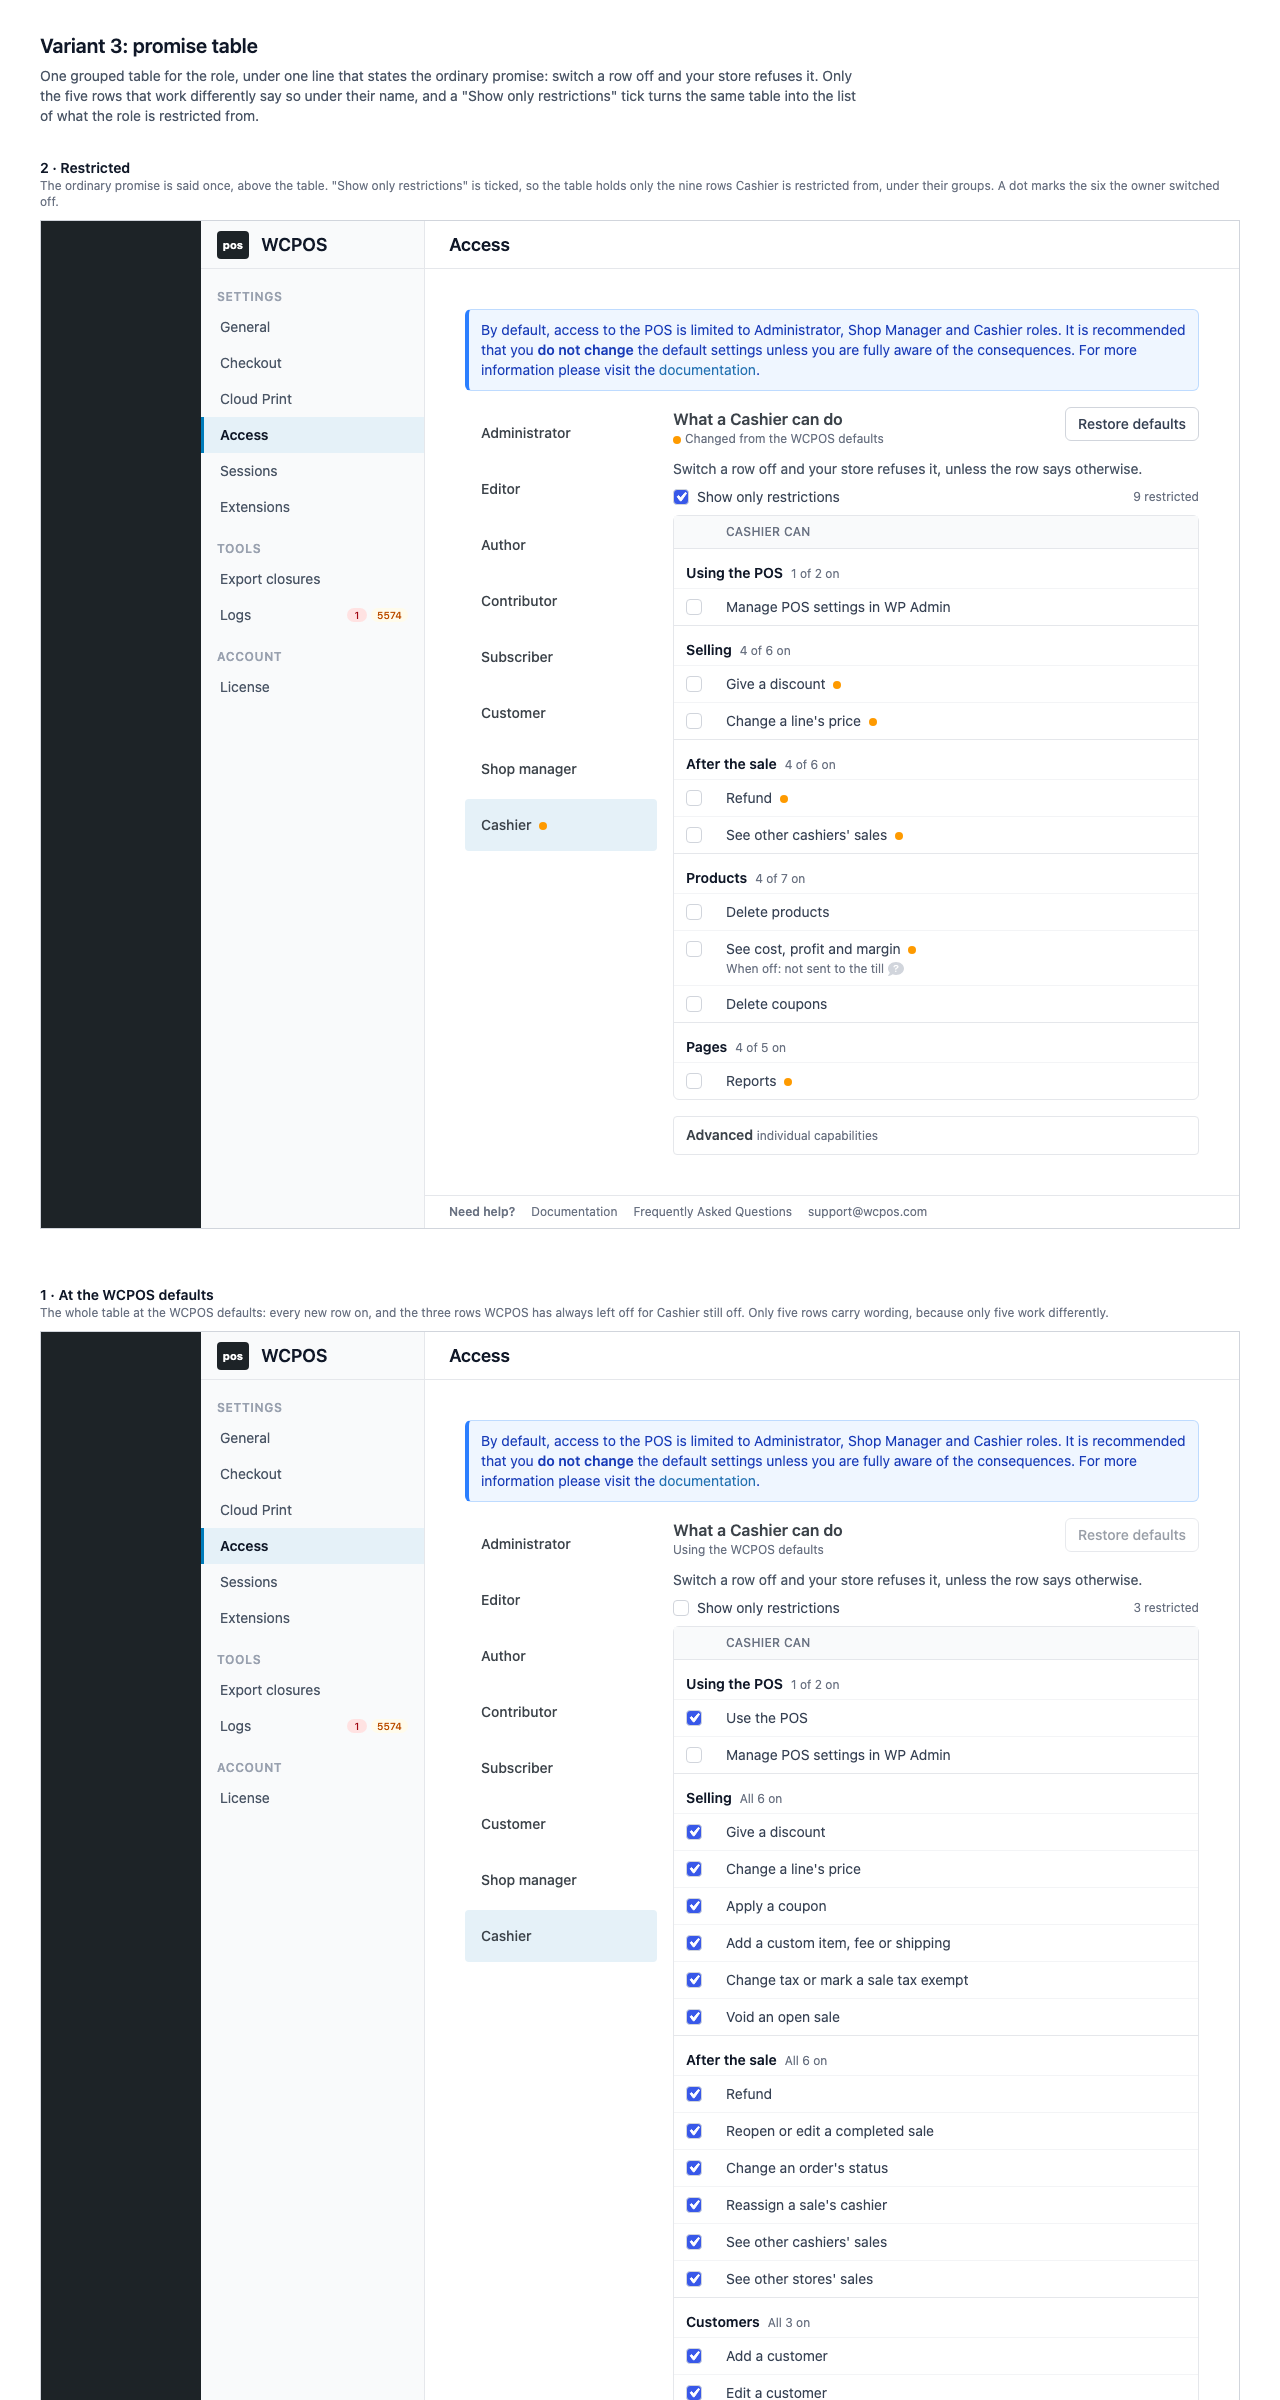 Variant 3: promise table
One grouped table for the role, under one line that states the ordinary promise: switch a row off and your store refuses it. Only
the five rows that work differently say so under their name, and a "Show only restrictions" tick turns the same table into the list
of what the role is restricted from.
2 · Restricted
The ordinary promise is said once, above the table. "Show only restrictions" is ticked, so the table holds only the nine rows Cashier is restricted from, under their groups. A dot marks the six the owner switched
off.
pos WCPOS
Access
SETTINGS
General
Checkout
Cloud Print
Access
Sessions
Extensions
TOOLS
Export closures
Logs 1 5574
ACCOUNT
License
By default, access to the POS is limited to Administrator, Shop Manager and Cashier roles. It is recommended
that you do not change the default settings unless you are fully aware of the consequences. For more
information please visit the documentation.
Administrator
Editor
Author
Contributor
Subscriber
Customer
Shop manager
Cashier
What a Cashier can do
Changed from the WCPOS defaults
Restore defaults
Switch a row off and your store refuses it, unless the row says otherwise.
Show only restrictions
9 restricted
CASHIER CAN
Using the POS 1 of 2 on
Manage POS settings in WP Admin
Selling 4 of 6 on
Give a discount
Change a line's price
After the sale 4 of 6 on
Refund
See other cashiers' sales
Products 4 of 7 on
Delete products
See cost, profit and margin
When off: not sent to the till ?
Delete coupons
Pages 4 of 5 on
Reports
Advanced individual capabilities
Need help? Documentation Frequently Asked Questions support@wcpos.com
1 · At the WCPOS defaults
The whole table at the WCPOS defaults: every new row on, and the three rows WCPOS has always left off for Cashier still off. Only five rows carry wording, because only five work differently.
pos WCPOS
Access
SETTINGS
General
Checkout
Cloud Print
Access
Sessions
Extensions
TOOLS
Export closures
Logs 1 5574
ACCOUNT
License
By default, access to the POS is limited to Administrator, Shop Manager and Cashier roles. It is recommended
that you do not change the default settings unless you are fully aware of the consequences. For more
information please visit the documentation.
Administrator
Editor
Author
Contributor
Subscriber
Customer
Shop manager
Cashier
What a Cashier can do
Using the WCPOS defaults
Restore defaults
Switch a row off and your store refuses it, unless the row says otherwise.
Show only restrictions
3 restricted
CASHIER CAN
Using the POS 1 of 2 on
Use the POS
Manage POS settings in WP Admin
Selling All 6 on
Give a discount
Change a line's price
Apply a coupon
Add a custom item, fee or shipping
Change tax or mark a sale tax exempt
Void an open sale
After the sale All 6 on
Refund
Reopen or edit a completed sale
Change an order's status
Reassign a sale's cashier
See other cashiers' sales
See other stores' sales
Customers All 3 on
Add a customer
Edit a customer